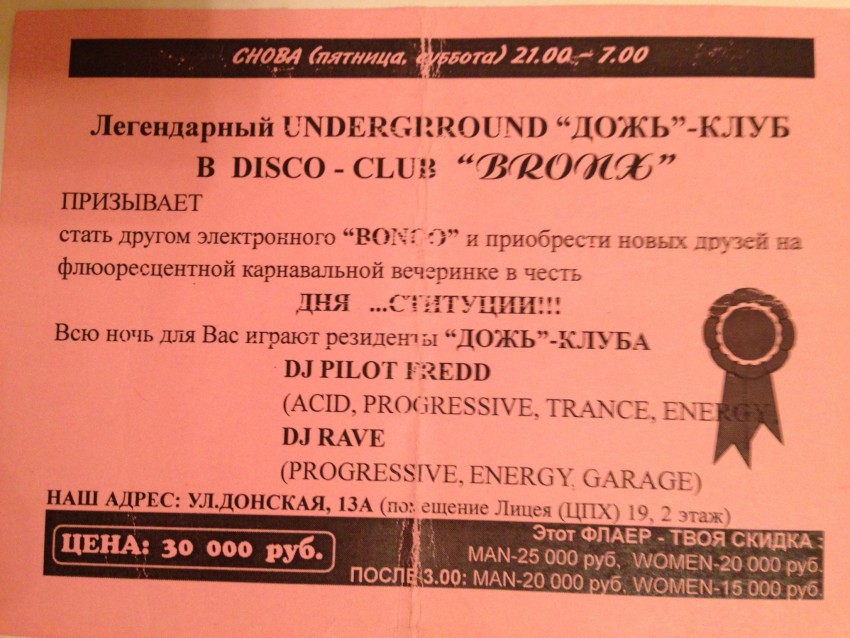 СНОВА (пятница, суббота) 21.00 – 7.00
Легендарный UNDERGRROUND “ДОЖЬ”-КЛУБ
В DISCO - CLUB “BRONX”
ПРИЗЫВАЕТ
стать другом электронного “BONGO” и приобрести новых друзей на
флюоресцентной карнавальной вечеринке в честь
ДНЯ ...СТИТУЦИИ!!!
Всю ночь для Вас играют резиденты “ДОЖЬ”-КЛУБА
DJ PILOT FREDD
(ACID, PROGRESSIVE, TRANCE, ENERGY,
DJ RAVE
(PROGRESSIVE, ENERGY, GARAGE)
НАШ АДРЕС: УЛ.ДОНСКАЯ, 13А (помещение Лицея (ЦПХ) 19, 2 этаж)
ЦЕНА: 30 000 руб.
Этот ФЛАЕР - ТВОЯ СКИДКА :
MAN-25 000 руб, WOMEN-20 000 руб.
ПОСЛЕ 3.00: MAN-20 000 руб, WOMEN-15 000 руб.